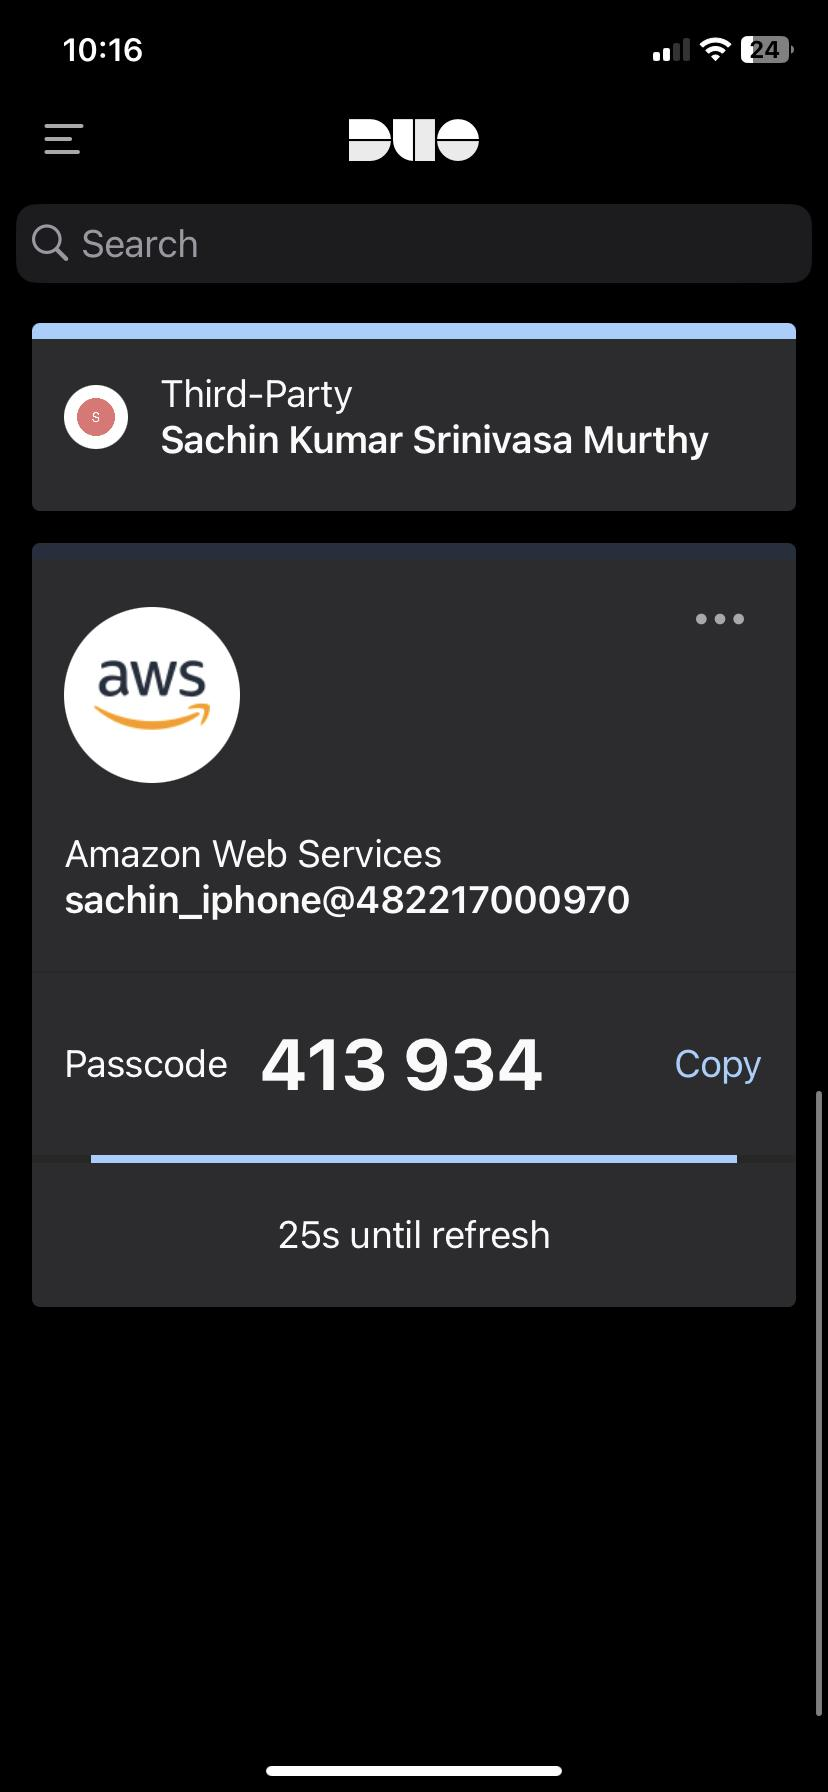 10:16
24
DUO
Search
Third-Party
S
Sachin Kumar Srinivasa Murthy
aws
Amazon Web Services
sachin_iphone@482217000970
Passcode 413 934 Copy
25s until refresh